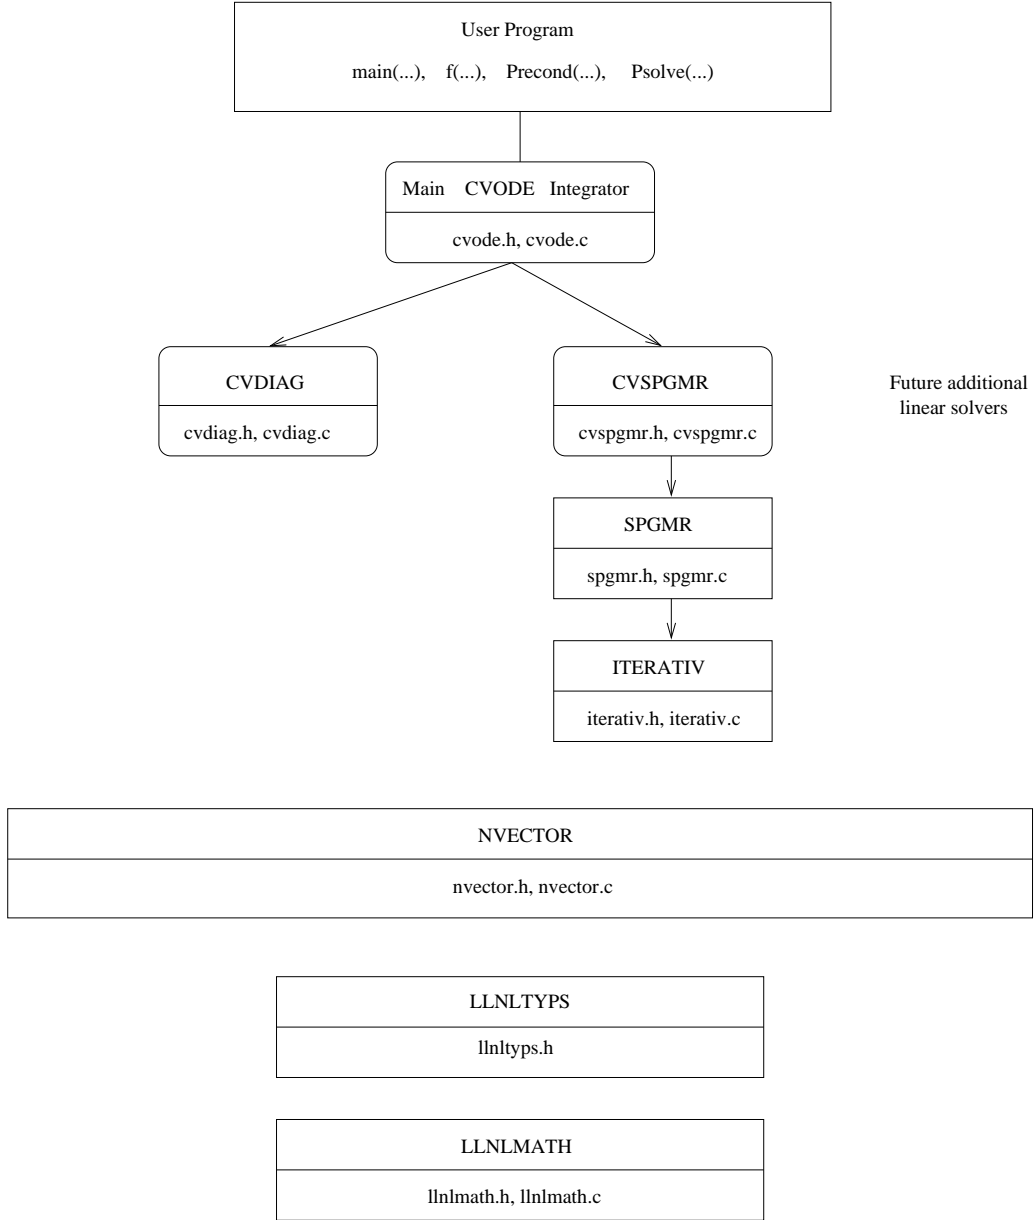 User Program
main(...), f(...), Precond(...), Psolve(...)
Main CVODE Integrator
cvode.h, cvode.c
CVDIAG
cvdiag.h, cvdiag.c
CVSPGMR
cvspgmr.h, cvspgmr.c
Future additional
linear solvers
SPGMR
spgmr.h, spgmr.c
ITERATIV
iterativ.h, iterativ.c
NVECTOR
nvector.h, nvector.c
LLNLTYPS
llnltyps.h
LLNLMATH
llnlmath.h, llnlmath.c